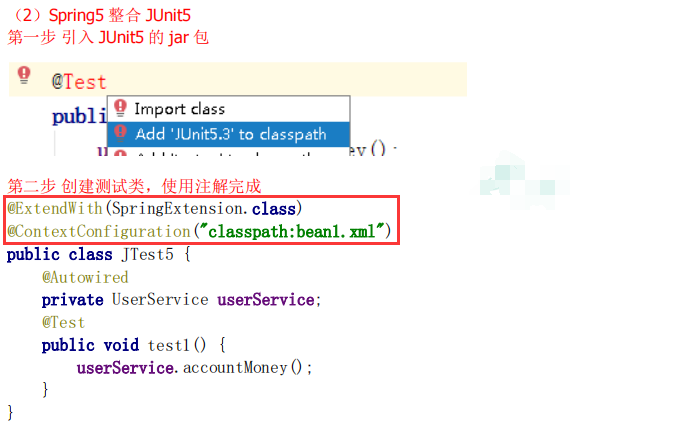 （2）Spring5 整合 JUnit5
第一步 引入 JUnit5 的 jar 包
@Test
publi
Import class
Add 'JUnit5.3' to classpath
ey();
第二步 创建测试类，使用注解完成
@ExtendWith(SpringExtension.class)
@ContextConfiguration("classpath:bean1.xml")
public class JTest5 {
@Autowired
private UserService userService;
@Test
public void test1() {
userService.accountMoney();
}
}